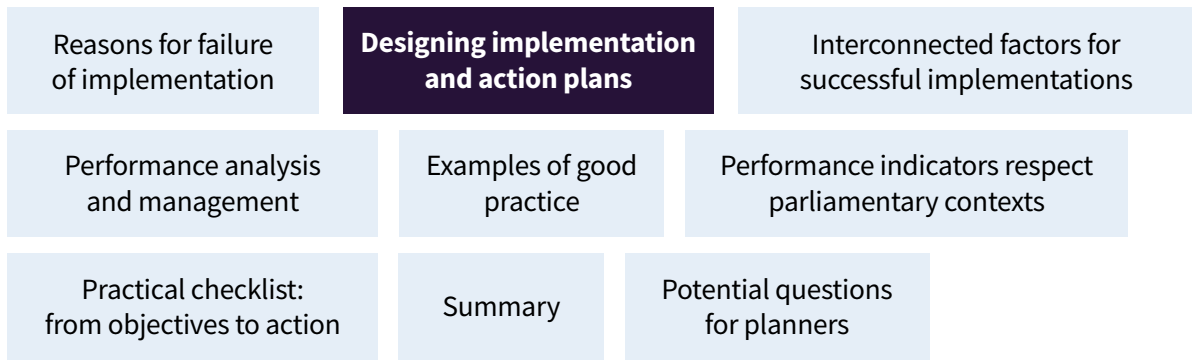 Reasons for failure
of implementation
Designing implementation
and action plans
Interconnected factors for
successful implementations
Performance analysis
and management
Examples of good
practice
Performance indicators respect
parliamentary contexts
Practical checklist:
from objectives to action
Summary
Potential questions
for planners